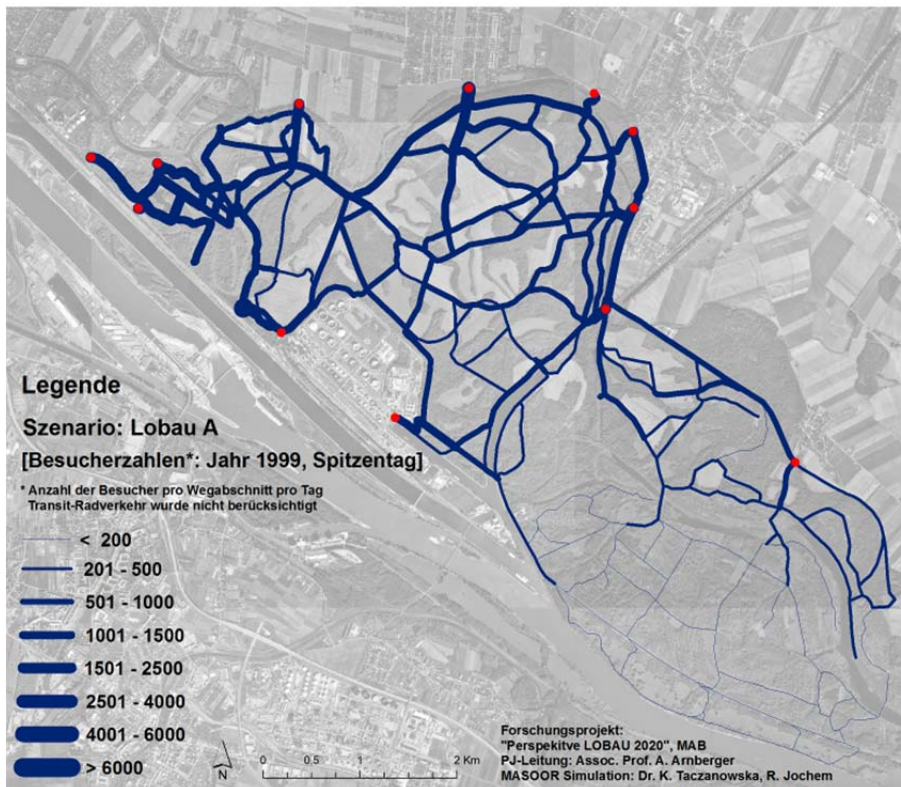 Legende
Szenario: Lobau A
[Besucherzahlen*: Jahr 1999, Spitzentag]
* Anzahl der Besucher pro Wegabschnitt pro Tag
Transit-Radverkehr wurde nicht berücksichtigt
< 200
201 - 500
501 - 1000
1001 - 1500
1501 - 2500
2501 - 4000
4001 - 6000
> 6000
N
0 0.5 1 2 Km
Forschungsprojekt:
"Perspekitve LOBAU 2020", MAB
PJ-Leitung: Assoc. Prof. A. Arnberger
MASOOR Simulation: Dr. K. Taczanowska, R. Jochem